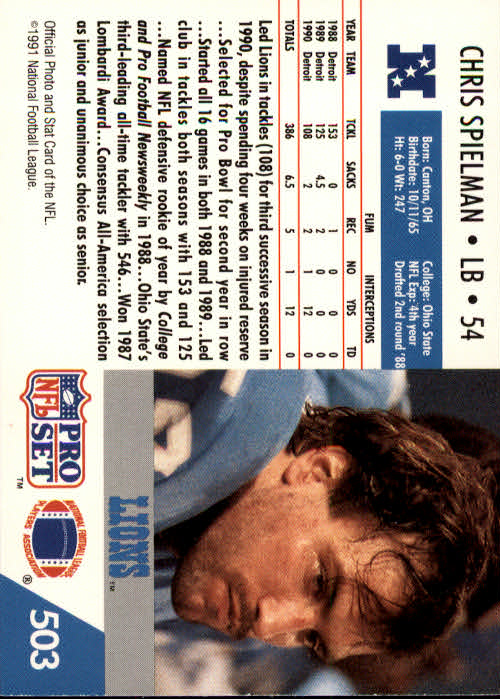 CHRIS SPIELMAN • LB • 54
N
Born: Canton, OH
Birthdate: 10/11/65
Ht: 6-0 Wt: 247
College: Ohio State
NFL Exp: 4th year
Drafted 2nd round '88
FUM INTERCEPTIONS
YEAR TEAM TCKL SACKS REC NO YDS TD
1988 Detroit 153 0 1 0 0 0
1989 Detroit 125 4.5 2 0 0 0
1990 Detroit 108 2 2 1 12 0
TOTALS 386 6.5 5 1 12 0
Led Lions in tackles (108) for third successive season in
1990, despite spending four weeks on injured reserve
...Selected for Pro Bowl for second year in row
...Started all 16 games in both 1988 and 1989...Led
club in tackles both seasons with 153 and 125
...Named NFL defensive rookie of year by College
and Pro Football Newsweekly in 1988...Ohio State's
third-leading all-time tackler with 546...Won 1987
Lombardi Award...Consensus All-America selection
as junior and unanimous choice as senior.
Official Photo and Stat Card of the NFL.
©1991 National Football League.
LIONS™
PRO
NFL
SET
™
NATIONAL FOOTBALL LEAGUE
PLAYERS ASSOCIATION
®
503